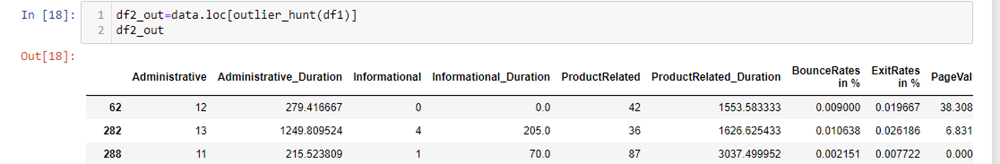 In [18]: 1 df2_out=data.loc[outlier_hunt(df1)]
2 df2_out
Out[18]:
Administrative Administrative_Duration Informational Informational_Duration ProductRelated ProductRelated_Duration BounceRates in % ExitRates in % PageVal
62 12 279.416667 0 0.0 42 1553.583333 0.009000 0.019667 38.308
282 13 1249.809524 4 205.0 36 1626.625433 0.010638 0.026186 6.831
288 11 215.523809 1 70.0 87 3037.499952 0.002151 0.007722 0.000